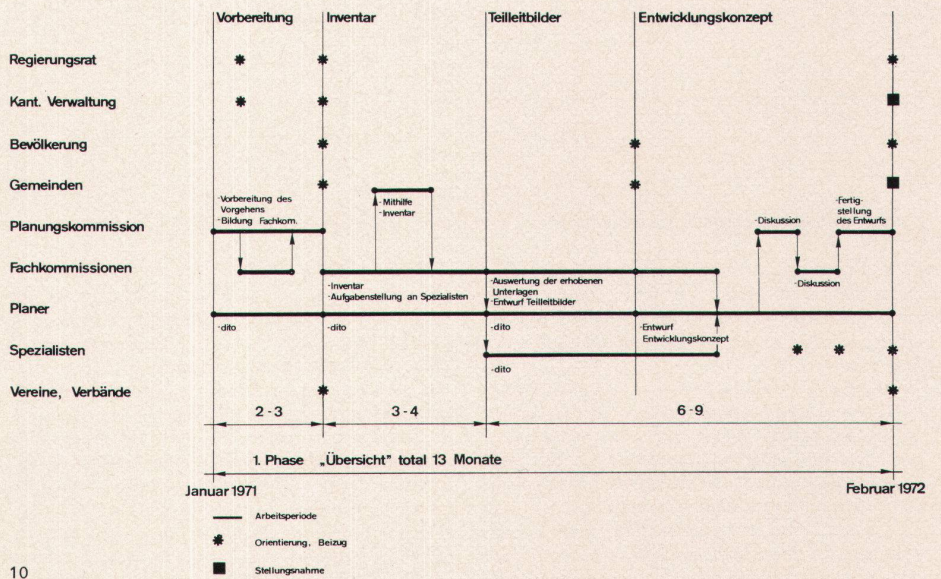 Vorbereitung Inventar Teilleitbilder Entwicklungskonzept
Regierungsrat
Kant. Verwaltung
Bevölkerung
Gemeinden
-Vorbereitung des
Vorgehens
-Bildung Fachkom.
-Mithilfe
-Inventar
-Fertig-
stellung
des Entwurfs
Planungskommission
-Diskussion
Fachkommissionen
-Inventar
-Aufgabenstellung an Spezialisten
-Auswertung der erhobenen
Unterlagen
-Entwurf Teilleitbilder
-Diskussion
Planer
-dito
-dito
-dito
-Entwurf
Entwicklungskonzept
Spezialisten
-dito
Vereine, Verbände
2-3 3-4 6-9
1. Phase „Übersicht" total 13 Monate
Januar 1971 Februar 1972
Arbeitsperiode
Orientierung, Beizug
Stellungsnahme
10